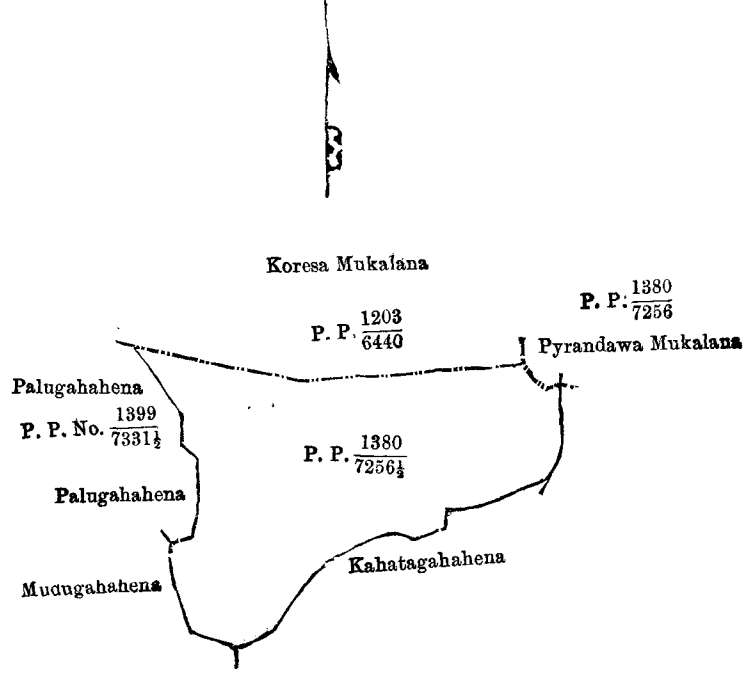 Koresa Mukalana
P. P. 1203/6440
P. P. 1380/7256
Pyrandawa Mukalana
Palugahahena
P. P. No. 1399/7331½
P. P. 1380/7256½
Palugahahena
Kahatagahahena
Mudugahahena